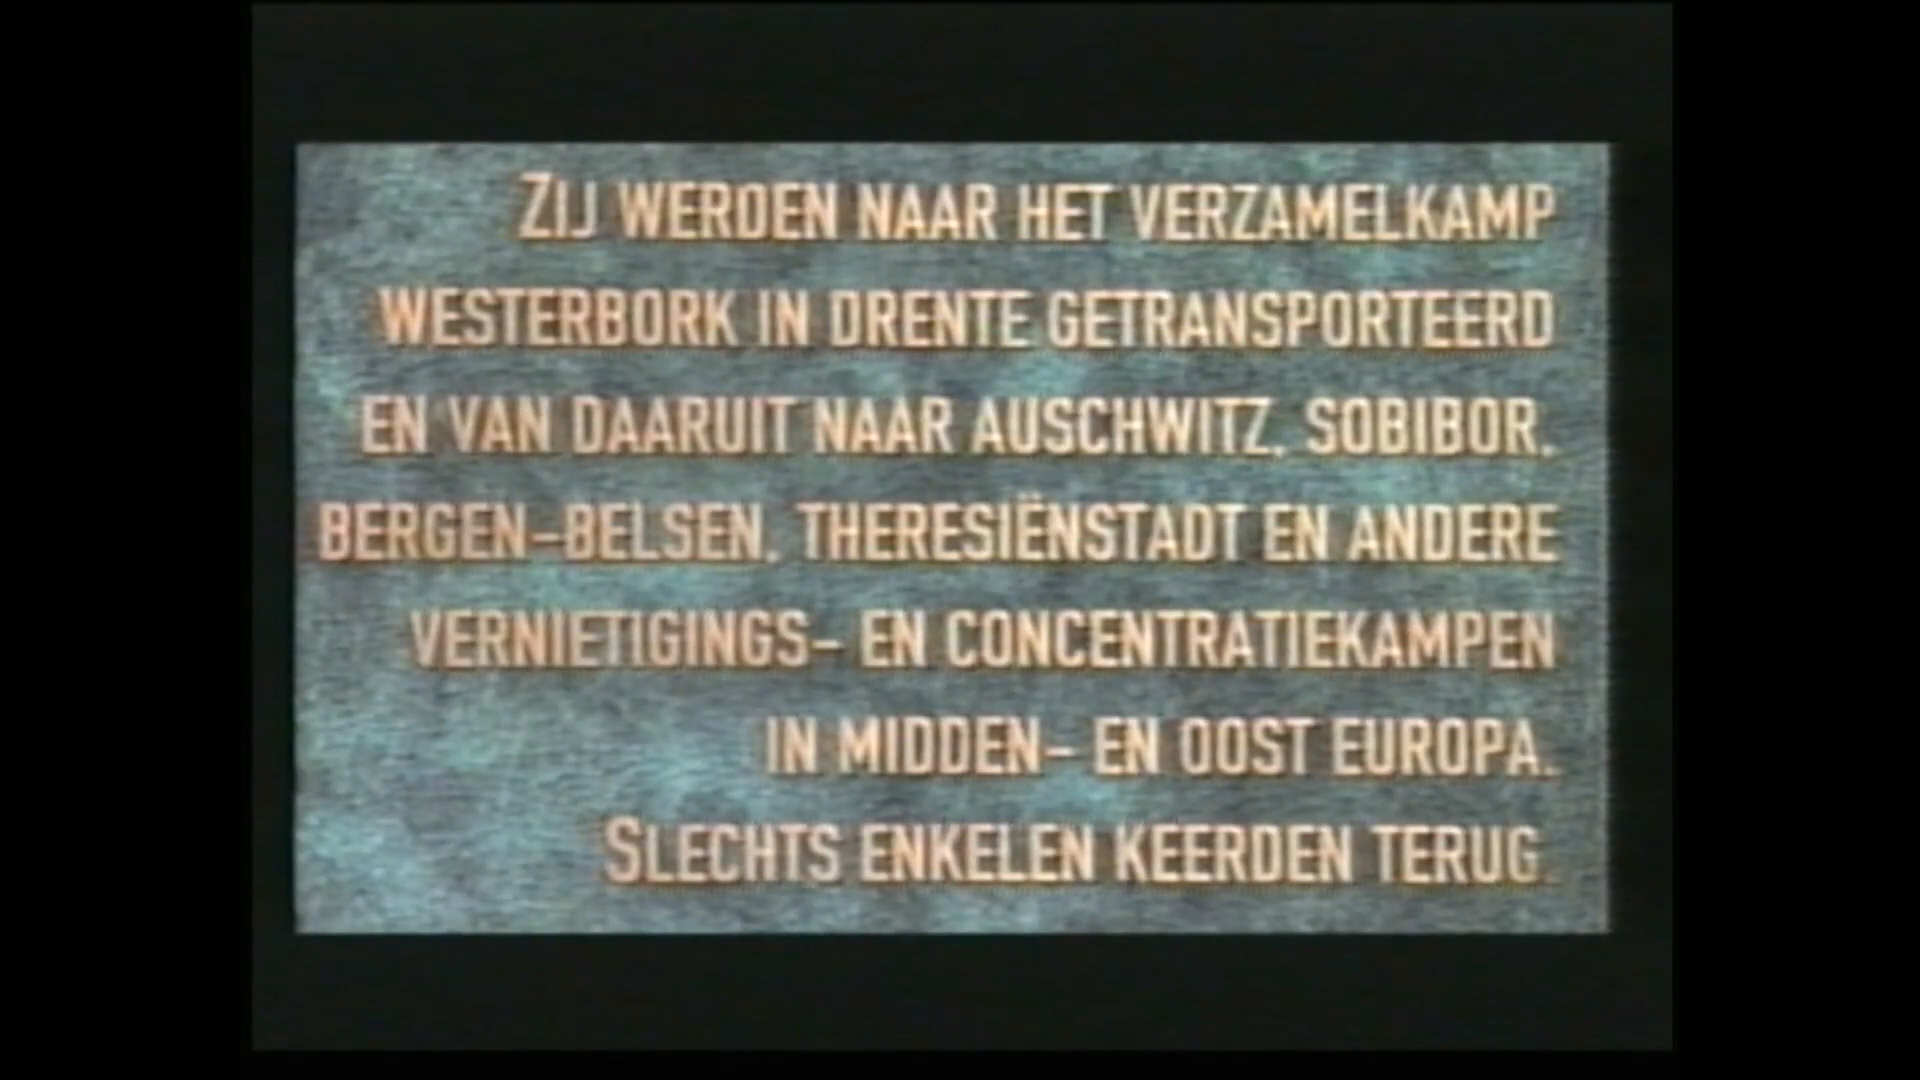 ZIJ WERDEN NAAR HET VERZAMELKAMP
WESTERBORK IN DRENTE GETRANSPORTEERD
EN VAN DAARUIT NAAR AUSCHWITZ, SOBIBOR,
BERGEN-BELSEN, THERESIËNSTADT EN ANDERE
VERNIETIGINGS- EN CONCENTRATIEKAMPEN
IN MIDDEN- EN OOST EUROPA.
SLECHTS ENKELEN KEERDEN TERUG.